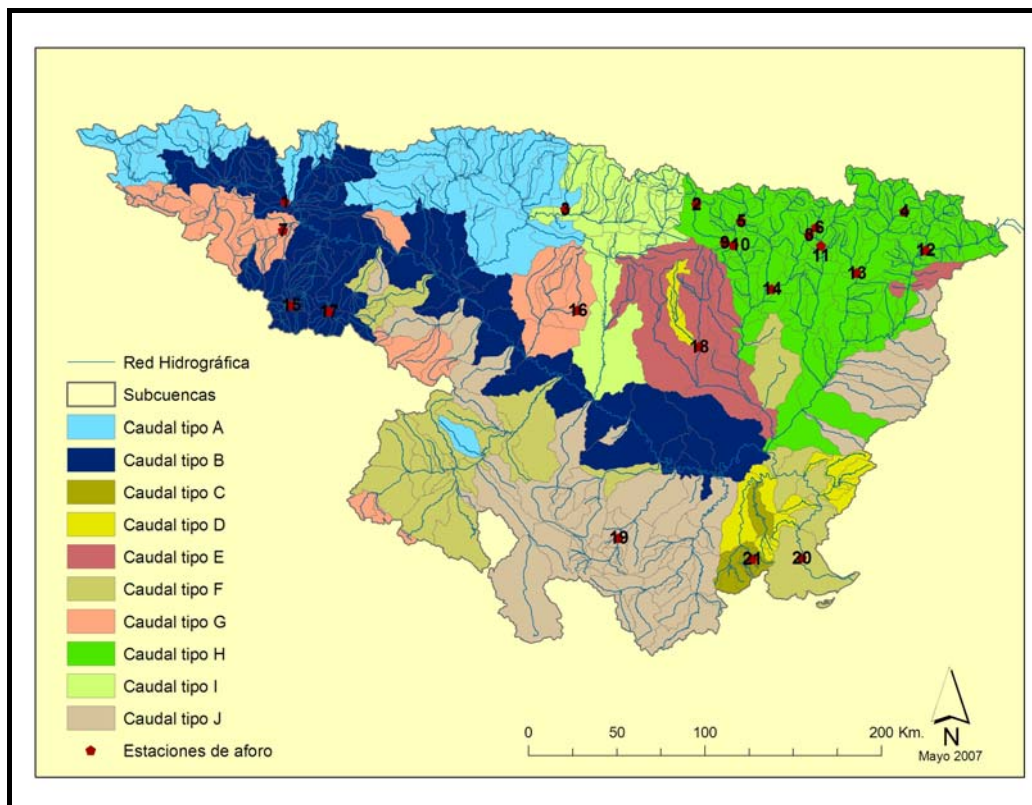 1
2
3
4
5
6
7
8
9
10
11
12
13
14
15
16
17
18
19
20
21
Red Hidrográfica
Subcuencas
Caudal tipo A
Caudal tipo B
Caudal tipo C
Caudal tipo D
Caudal tipo E
Caudal tipo F
Caudal tipo G
Caudal tipo H
Caudal tipo I
Caudal tipo J
Estaciones de aforo
0 50 100 200 Km.
N
Mayo 2007